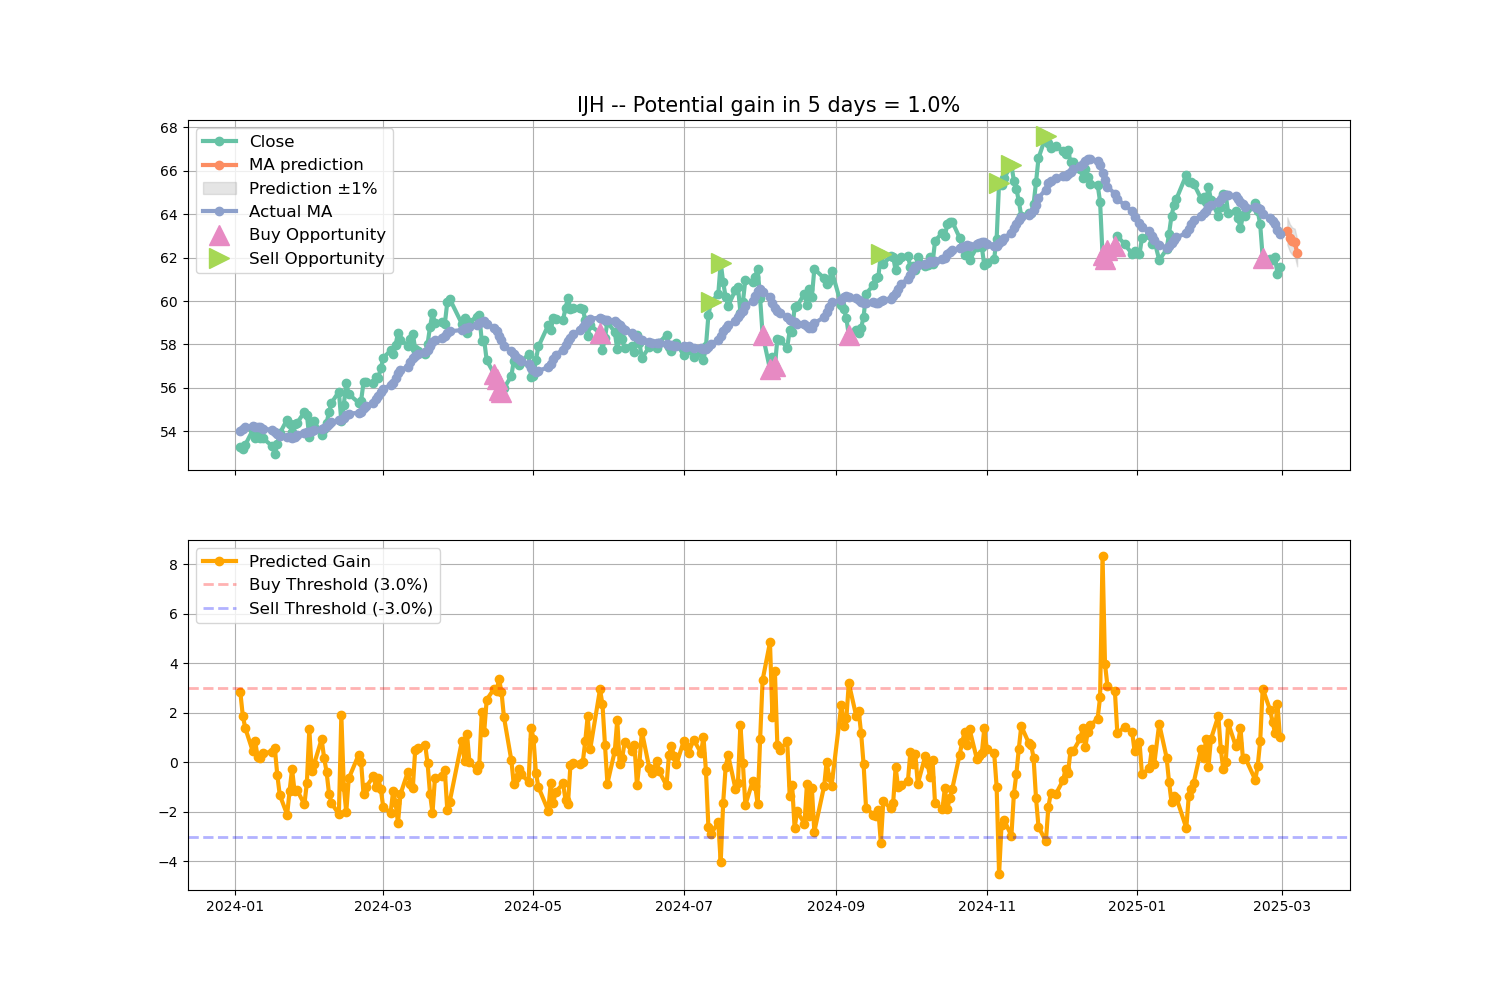 IJH -- Potential gain in 5 days = 1.0%
68
66
64
62
60
58
56
54
Close
MA prediction
Prediction ±1%
Actual MA
Buy Opportunity
Sell Opportunity
8
6
4
2
0
−2
−4
Predicted Gain
Buy Threshold (3.0%)
Sell Threshold (-3.0%)
2024-01
2024-03
2024-05
2024-07
2024-09
2024-11
2025-01
2025-03